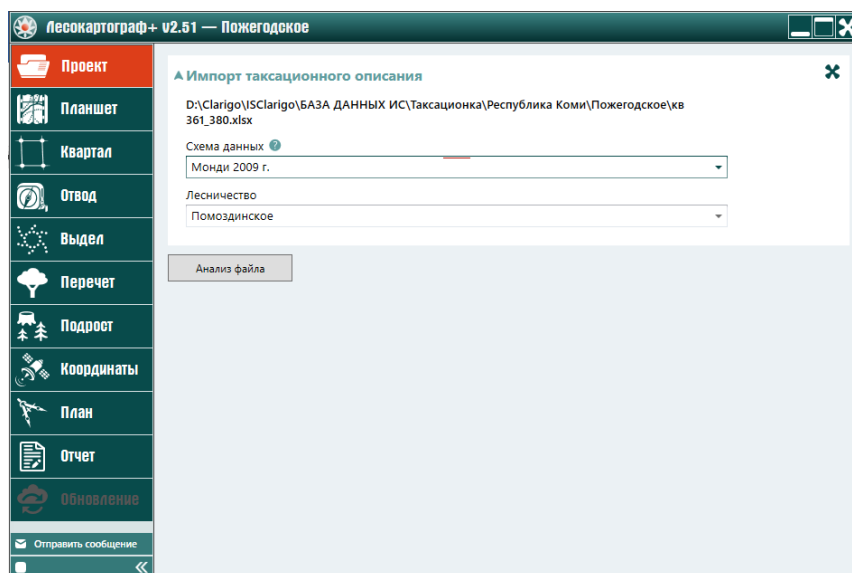 Лесокартограф+ v2.51 — Пожегодское
Проект
Планшет
Квартал
Отвод
Выдел
Перечет
Подрост
Координаты
План
Отчет
Обновление
Отправить сообщение
Импорт таксационного описания
D:\Clarigo\ISClarigo\БАЗА ДАННЫХ ИС\Таксационка\Республика Коми\Пожегодское\кв
361_380.xlsx
Схема данных ?
Монди 2009 г.
Лесничество
Помоздинское
Анализ файла